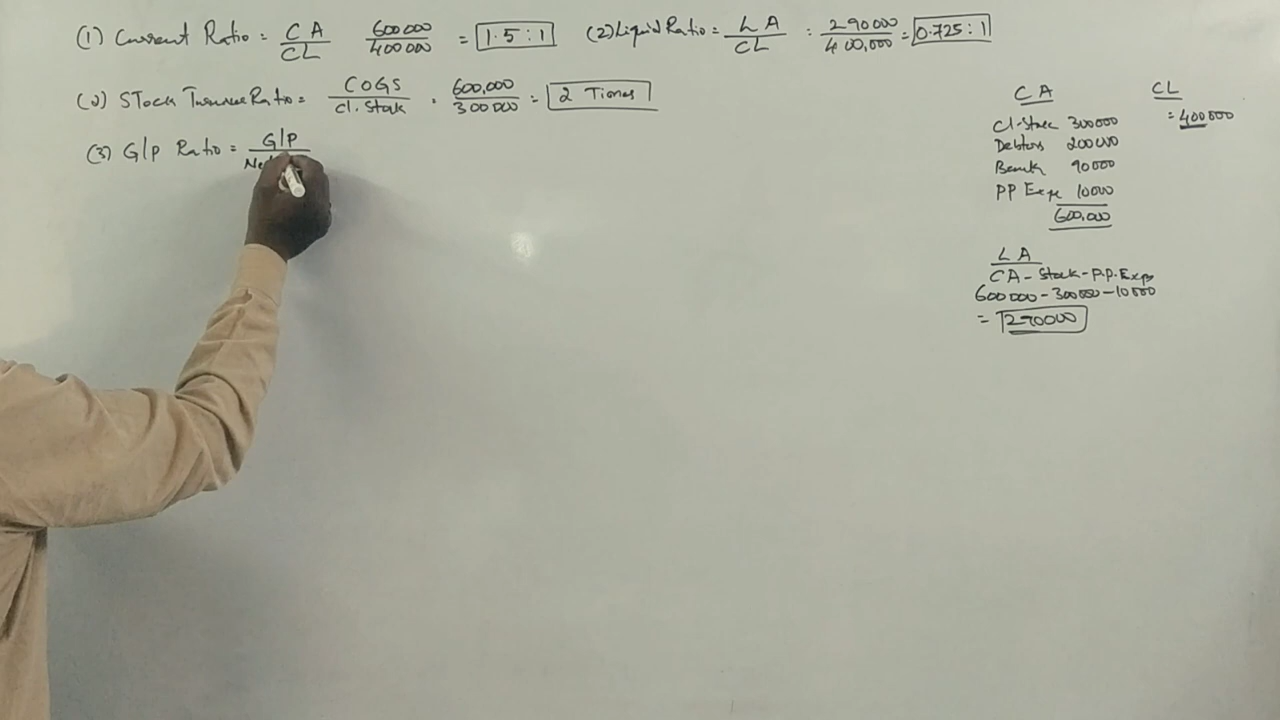 (1) Current Ratio = CA / CL 600000 / 400000 = 1.5 : 1 (2) Liquid Ratio = LA / CL : 290000 / 400,000 = 0.725 : 1
Stock Turnover Ratio = COGS / Cl. Stock = 600,000 / 300000 = 2 Times
(3) G/P Ratio = G/P /
CA
Cl. Stock 300000
Debtors 200000
Bank 90000
PP Exp 10000
600,000
CL
= 400000
LA
CA - Stock - P.P. Exp
600000 - 300000 - 10000
= 290000